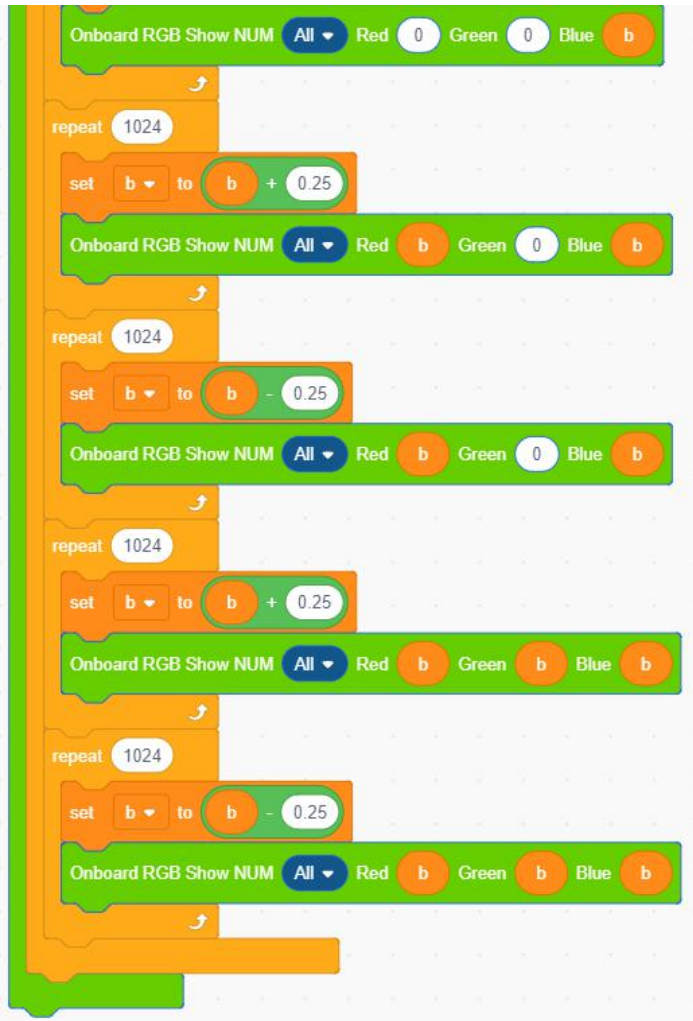 Onboard RGB Show NUM All Red 0 Green 0 Blue b
repeat 1024
set b to b + 0.25
Onboard RGB Show NUM All Red b Green 0 Blue b
repeat 1024
set b to b - 0.25
Onboard RGB Show NUM All Red b Green 0 Blue b
repeat 1024
set b to b + 0.25
Onboard RGB Show NUM All Red b Green b Blue b
repeat 1024
set b to b - 0.25
Onboard RGB Show NUM All Red b Green b Blue b